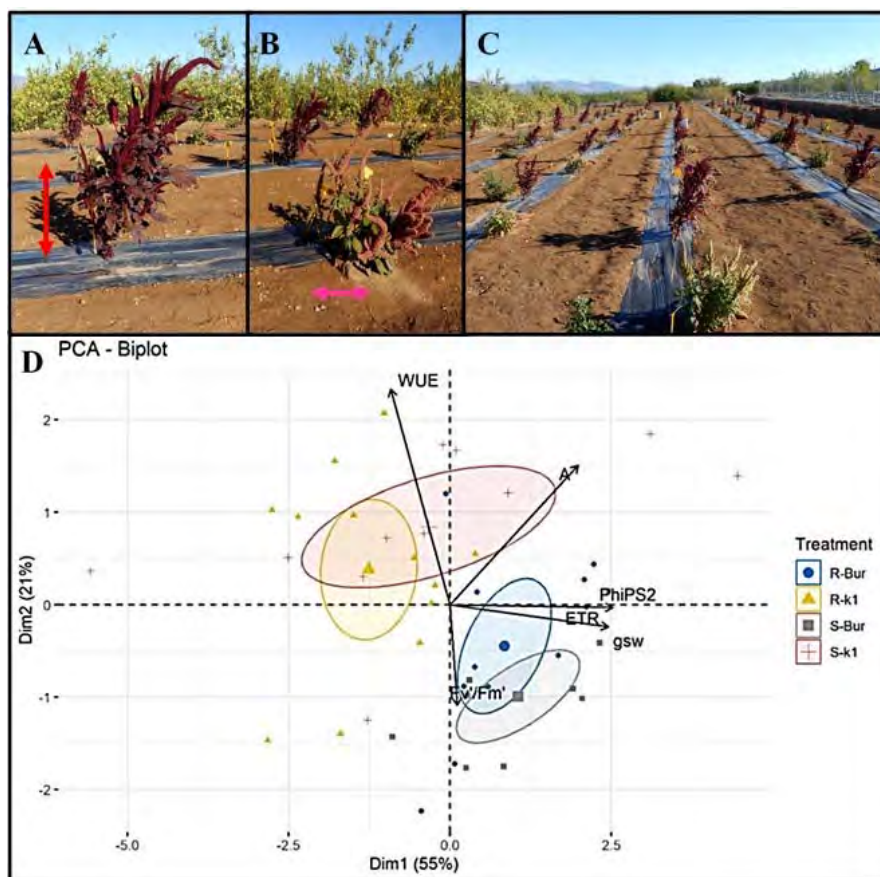 A
B
C
D
PCA - Biplot
WUE
A
PhiPS2
ETR
gsw
Fv'/Fm'
2
1
0
-1
-2
Dim2 (21%)
-5.0
-2.5
0.0
2.5
Dim1 (55%)
Treatment
R-Bur
R-k1
S-Bur
S-k1